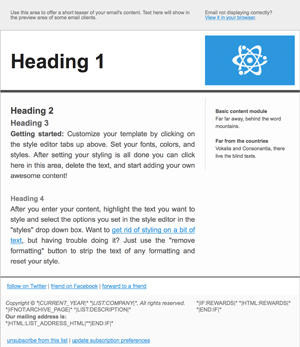 Use this area to offer a short teaser of your email's content. Text here will show in
the preview area of some email clients.
Email not displaying correctly?
View it in your browser.
Heading 1
Heading 2
Heading 3
Getting started: Customize your template by clicking on
the style editor tabs up above. Set your fonts, colors, and
styles. After setting your styling is all done you can click
here in this area, delete the text, and start adding your own
awesome content!
Heading 4
After you enter your content, highlight the text you want to
style and select the options you set in the style editor in the
"styles" drop down box. Want to get rid of styling on a bit of
text, but having trouble doing it? Just use the "remove
formatting" button to strip the text of any formatting and
reset your style.
Basic content module
Far far away, behind the word
mountains.
Far from the countries
Vokalia and Consonantia, there
live the blind texts.
follow on Twitter | friend on Facebook | forward to a friend
Copyright © *|CURRENT_YEAR|* *|LIST:COMPANY|*, All rights reserved.
*|IFNOT:ARCHIVE_PAGE|* *|LIST:DESCRIPTION|*
Our mailing address is:
*|HTML:LIST_ADDRESS_HTML|**|END:IF|*
*|IF:REWARDS|* *|HTML:REWARDS|*
*|END:IF|*
unsubscribe from this list | update subscription preferences